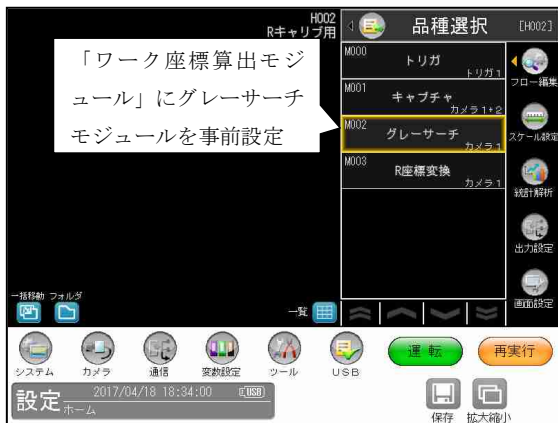 H002
Rキャリブ用
品種選択
[H002]
「ワーク座標算出モジ
ュール」にグレーサーチ
モジュールを事前設定
M000
トリガ
トリガ1
M001
キャプチャ
カメラ1+2
M002
グレーサーチ
カメラ1
M003
R座標変換
カメラ1
フロー編集
スケール設定
統計解析
出力設定
画面設定
一括移動 フォルダ
一覧
システム
カメラ
通信
変数設定
ツール
USB
運転
再実行
設定
2017/04/18 18:34:00
USB
ホーム
保存
拡大縮小